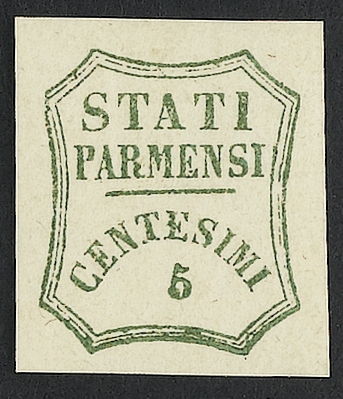 STATI
PARMENSI
CENTESIMI
5